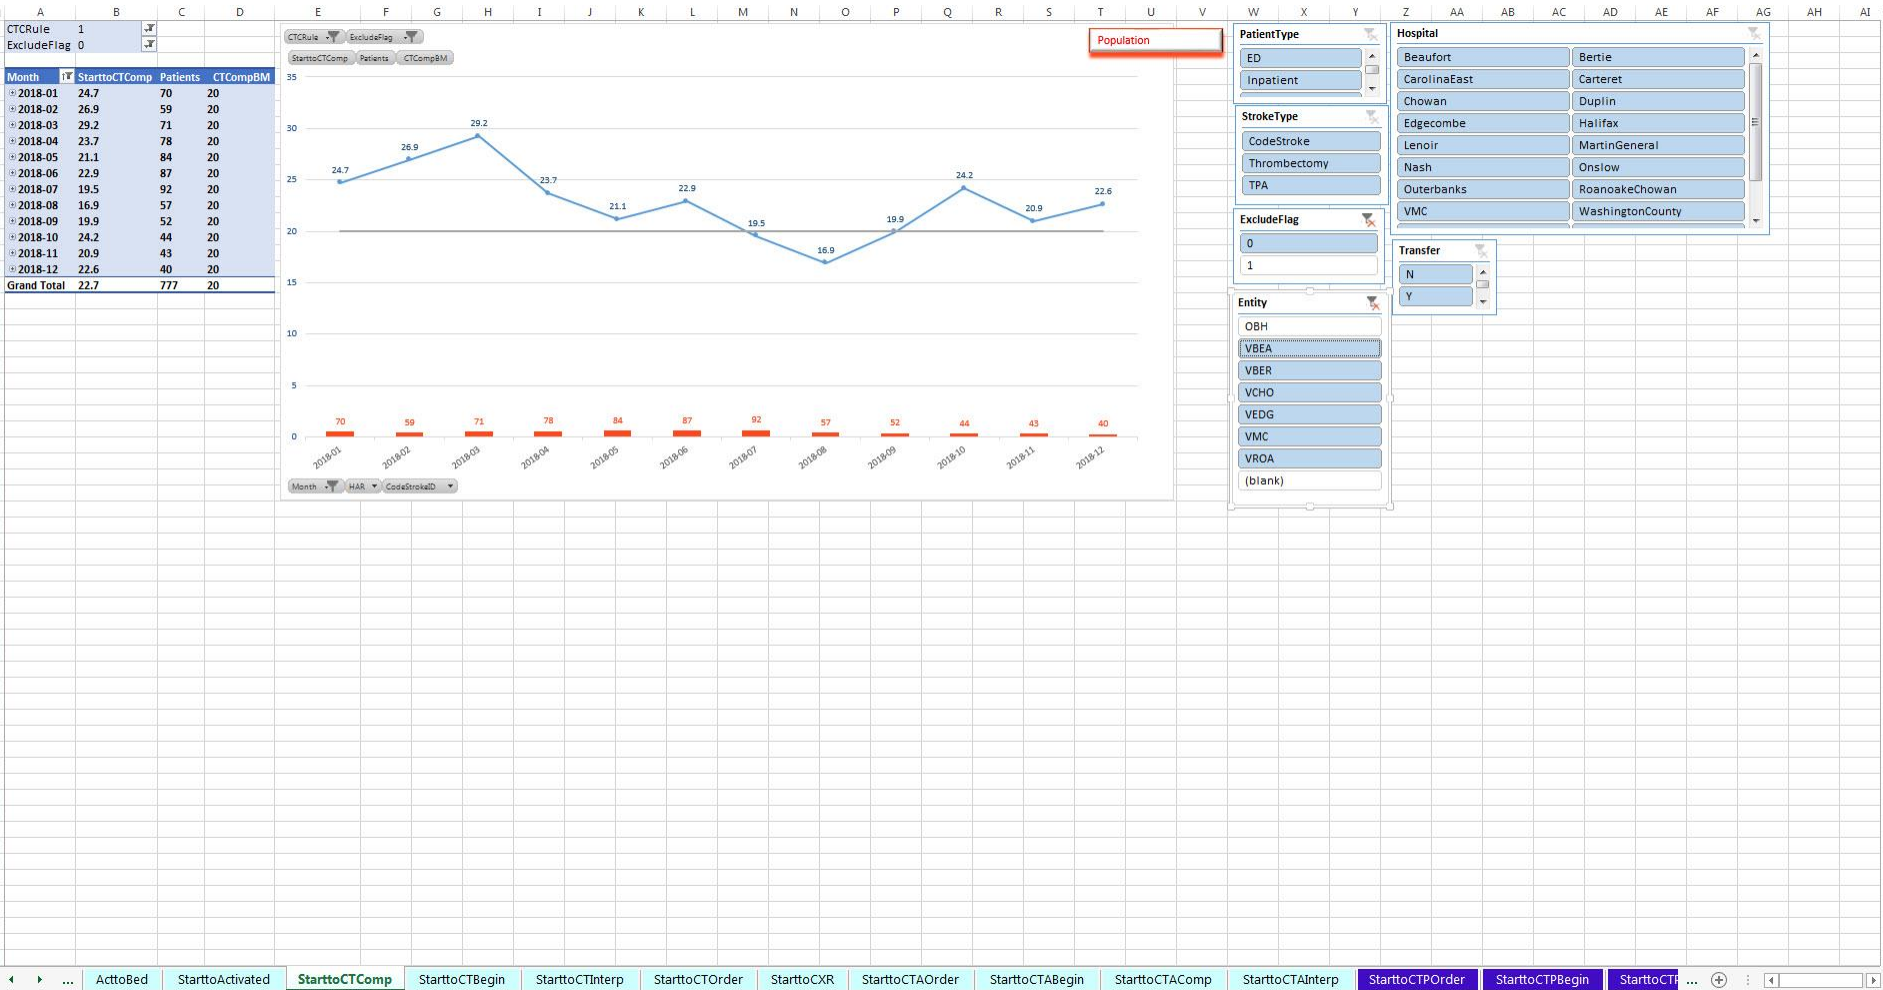 A B C D E F G H I J K L M N O P Q R S T U V W X Y Z AA AB AC AD AE AF AG AH AI
CTCRule 1
ExcludeFlag 0
Month StarttoCTComp Patients CTCompBM
2018-01 24.7 70 20
2018-02 26.9 59 20
2018-03 29.2 71 20
2018-04 23.7 78 20
2018-05 21.1 84 20
2018-06 22.9 87 20
2018-07 19.5 92 20
2018-08 16.9 57 20
2018-09 19.9 52 20
2018-10 24.2 44 20
2018-11 20.9 43 20
2018-12 22.6 40 20
Grand Total 22.7 777 20
CTCRule ExcludeFlag
StarttoCTComp Patients CTCompBM
Population
35
30
25
20
15
10
5
0
24.7 26.9 29.2 23.7 21.1 22.9 19.5 16.9 19.9 24.2 20.9 22.6
70 59 71 78 84 87 92 57 52 44 43 40
2018-01 2018-02 2018-03 2018-04 2018-05 2018-06 2018-07 2018-08 2018-09 2018-10 2018-11 2018-12
Month HAR CodeStrokeID
PatientType
ED
Inpatient
StrokeType
CodeStroke
Thrombectomy
TPA
ExcludeFlag
0
1
Entity
OBH
VBEA
VBER
VCHO
VEDG
VMC
VROA
(blank)
Hospital
Beaufort Bertie
CarolinaEast Carteret
Chowan Duplin
Edgecombe Halifax
Lenoir MartinGeneral
Nash Onslow
Outerbanks RoanoakeChowan
VMC WashingtonCounty
Transfer
N
Y
... ActtoBed StarttoActivated StarttoCTComp StarttoCTBegin StarttoCTInterp StarttoCTOrder StarttoCXR StarttoCTAOrder StarttoCTABegin StarttoCTAComp StarttoCTAInterp StarttoCTPOrder StarttoCTPBegin StarttoCTP ...